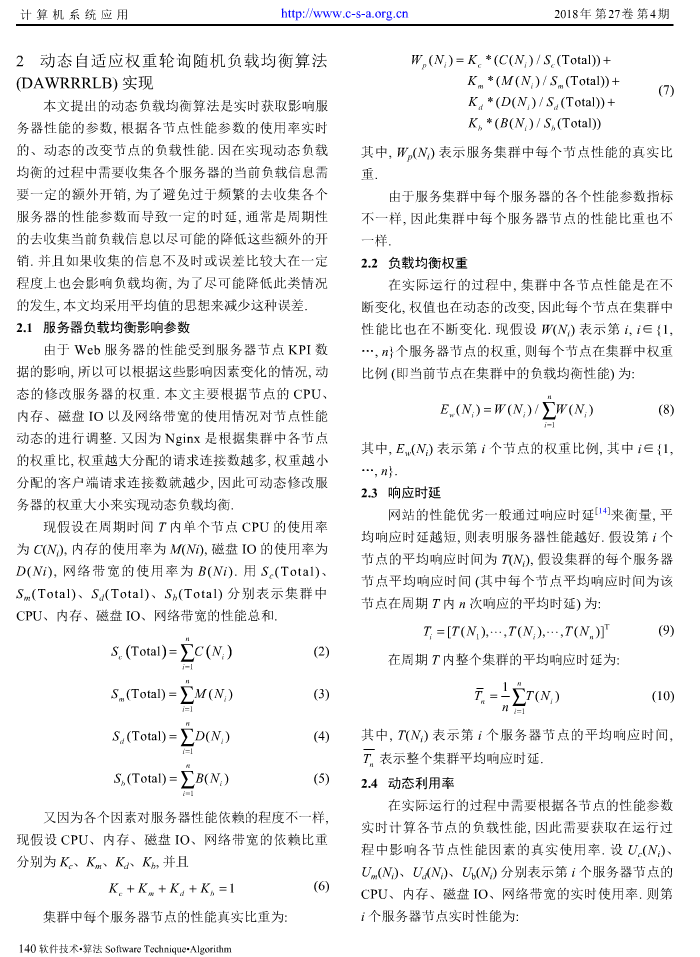 计算机系统应用
http://www.c-s-a.org.cn
2018年第27卷第4期
2 动态自适应权重轮询随机负载均衡算法
(DAWRRRLB) 实现
本文提出的动态负载均衡算法是实时获取影响服
务器性能的参数, 根据各节点性能参数的使用率实时
的、动态的改变节点的负载性能. 因在实现动态负载
均衡的过程中需要收集各个服务器的当前负载信息需
要一定的额外开销, 为了避免过于频繁的去收集各个
服务器的性能参数而导致一定的时延, 通常是周期性
的去收集当前负载信息以尽可能的降低这些额外的开
销. 并且如果收集的信息不及时或误差比较大在一定
程度上也会影响负载均衡, 为了尽可能降低此类情况
的发生, 本文均采用平均值的思想来减少这种误差.
2.1 服务器负载均衡影响参数
由于 Web 服务器的性能受到服务器节点 KPI 数
据的影响, 所以可以根据这些影响因素变化的情况, 动
态的修改服务器的权重. 本文主要根据节点的 CPU、
内存、磁盘 IO 以及网络带宽的使用情况对节点性能
动态的进行调整. 又因为 Nginx 是根据集群中各节点
的权重比, 权重越大分配的请求连接数越多, 权重越小
分配的客户端请求连接数就越少, 因此可动态修改服
务器的权重大小来实现动态负载均衡.
现假设在周期时间 T 内单个节点 CPU 的使用率
为 C(Nᵢ), 内存的使用率为 M(Ni), 磁盘 IO 的使用率为
D(Ni), 网络带宽的使用率为 B(Ni). 用 S_c(Total)、
S_m(Total)、S_d(Total)、S_b(Total) 分别表示集群中
CPU、内存、磁盘 IO、网络带宽的性能总和.
S_c (Total) = ∑_{i=1}^{n} C (N_i) (2)
S_m (Total) = ∑_{i=1}^{n} M (N_i) (3)
S_d (Total) = ∑_{i=1}^{n} D(N_i) (4)
S_b (Total) = ∑_{i=1}^{n} B(N_i) (5)
又因为各个因素对服务器性能依赖的程度不一样,
现假设 CPU、内存、磁盘 IO、网络带宽的依赖比重
分别为 K_c、K_m、K_d、K_b, 并且
K_c + K_m + K_d + K_b = 1 (6)
集群中每个服务器节点的性能真实比重为:
W_p (N_i) = K_c * (C(N_i) / S_c (Total)) +
K_m * (M(N_i) / S_m (Total)) +
K_d * (D(N_i) / S_d (Total)) +
K_b * (B(N_i) / S_b (Total))
(7)
其中, W_p(N_i) 表示服务集群中每个节点性能的真实比
重.
由于服务集群中每个服务器的各个性能参数指标
不一样, 因此集群中每个服务器节点的性能比重也不
一样.
2.2 负载均衡权重
在实际运行的过程中, 集群中各节点性能是在不
断变化, 权值也在动态的改变, 因此每个节点在集群中
性能比也在不断变化. 现假设 W(N_i) 表示第 i, i∈{1,
…, n}个服务器节点的权重, 则每个节点在集群中权重
比例 (即当前节点在集群中的负载均衡性能) 为:
E_w (N_i) = W(N_i) / ∑_{i=1}^{n} W(N_i) (8)
其中, E_w(N_i) 表示第 i 个节点的权重比例, 其中 i∈{1,
…, n}.
2.3 响应时延
网站的性能优劣一般通过响应时延[14]来衡量, 平
均响应时延越短, 则表明服务器性能越好. 假设第 i 个
节点的平均响应时间为 T(N_i), 假设集群的每个服务器
节点平均响应时间 (其中每个节点平均响应时间为该
节点在周期 T 内 n 次响应的平均时延) 为:
T_i = [T(N_1),⋯,T(N_i),⋯,T(N_n)]^T (9)
在周期 T 内整个集群的平均响应时延为:
T̅_n = 1/n ∑_{i=1}^{n} T(N_i) (10)
其中, T(N_i) 表示第 i 个服务器节点的平均响应时间,
T̅_n 表示整个集群平均响应时延.
2.4 动态利用率
在实际运行的过程中需要根据各节点的性能参数
实时计算各节点的负载性能, 因此需要获取在运行过
程中影响各节点性能因素的真实使用率. 设 U_c(N_i)、
U_m(N_i)、U_d(N_i)、U_b(N_i) 分别表示第 i 个服务器节点的
CPU、内存、磁盘 IO、网络带宽的实时使用率. 则第
i 个服务器节点实时性能为:
140 软件技术•算法 Software Technique•Algorithm